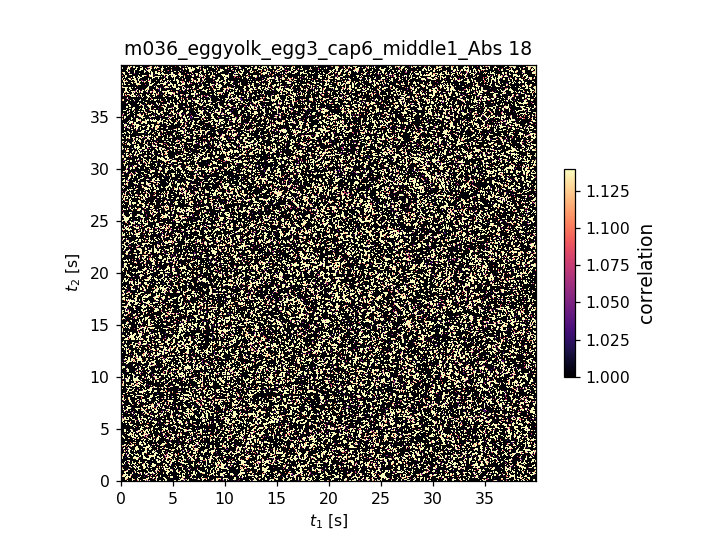 m036_eggyolk_egg3_cap6_middle1_Abs 18
35
30
25
20
15
10
5
0
t₂ [s]
0 5 10 15 20 25 30 35
t₁ [s]
1.125
1.100
1.075
1.050
1.025
1.000
correlation